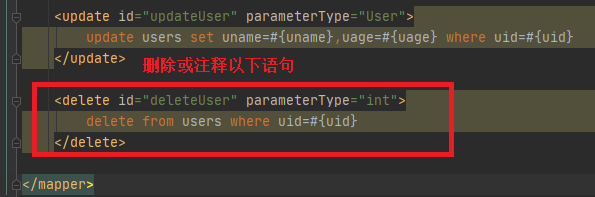 <update id="updateUser" parameterType="User">
update users set uname=#{uname},uage=#{uage} where uid=#{uid}
</update>
删除或注释以下语句
<delete id="deleteUser" parameterType="int">
delete from users where uid=#{uid}
</delete>
</mapper>